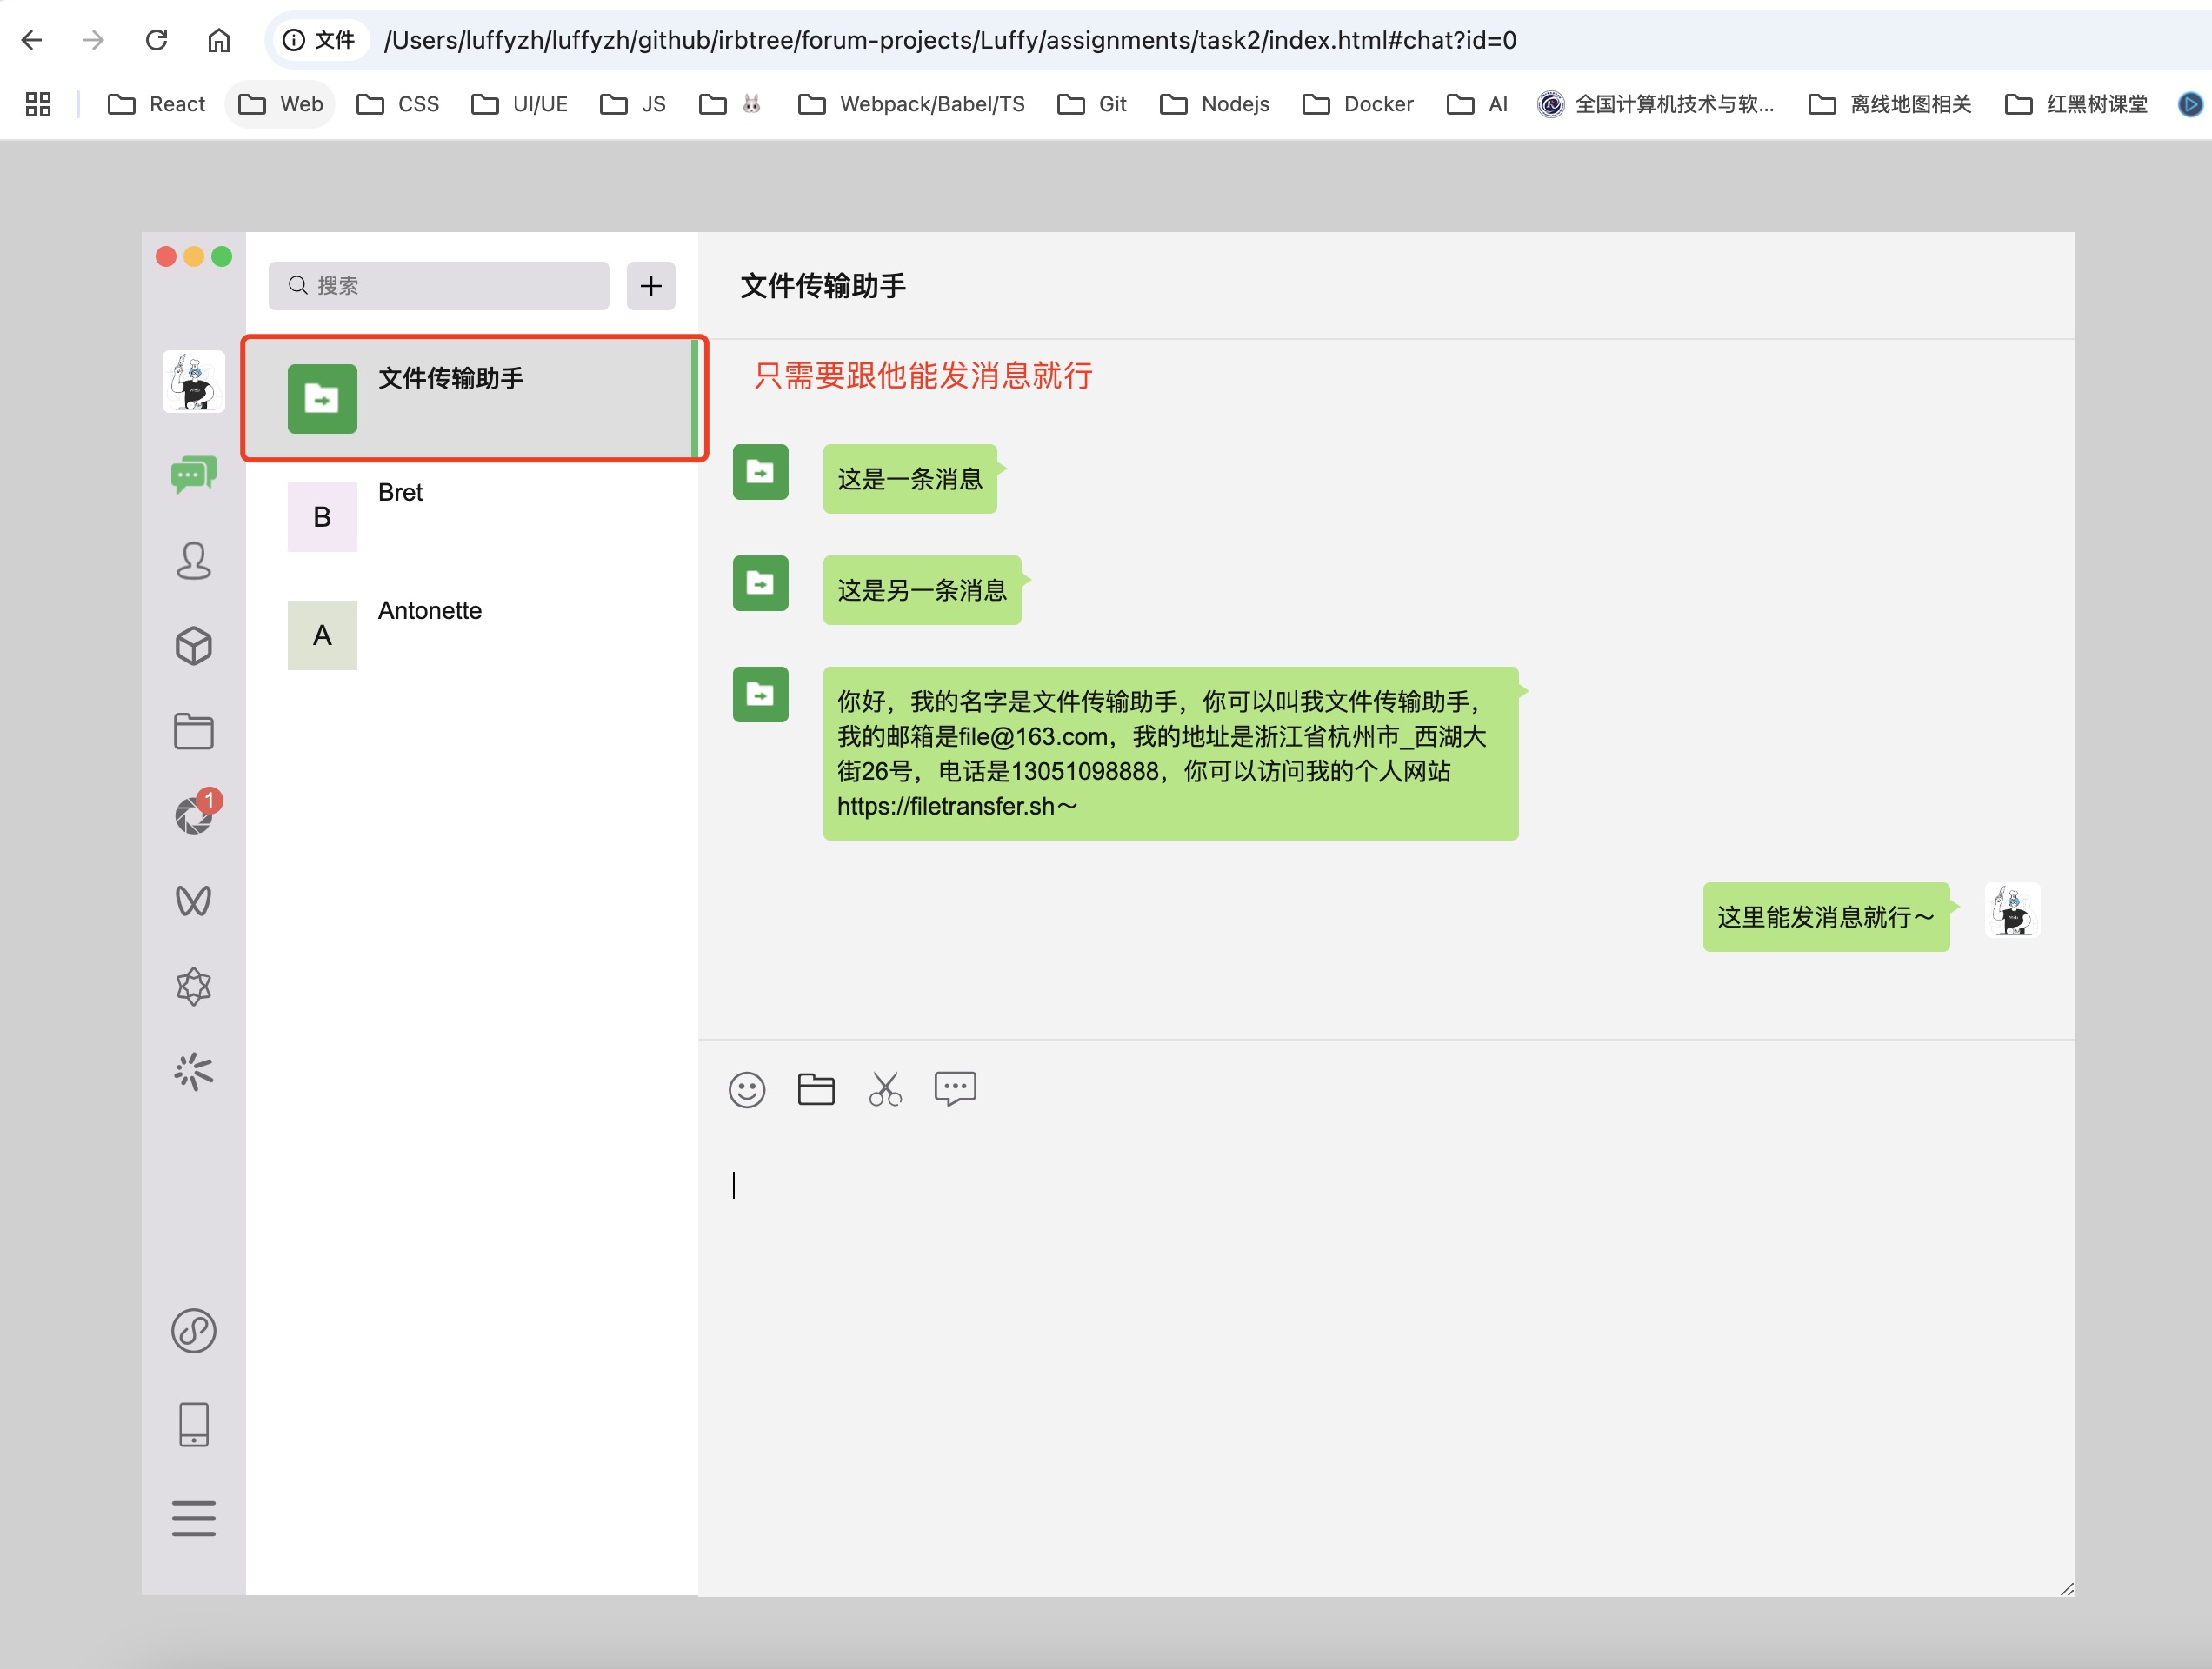 文件
/Users/luffyzh/luffyzh/github/irbtree/forum-projects/Luffy/assignments/task2/index.html#chat?id=0
React Web CSS UI/UE JS Webpack/Babel/TS Git Nodejs Docker AI 全国计算机技术与软... 离线地图相关 红黑树课堂
搜索
文件传输助手
B
Bret
A
Antonette
1
文件传输助手
只需要跟他能发消息就行
这是一条消息
这是另一条消息
你好，我的名字是文件传输助手，你可以叫我文件传输助手，
我的邮箱是file@163.com，我的地址是浙江省杭州市_西湖大
街26号，电话是13051098888，你可以访问我的个人网站
https://filetransfer.sh～
这里能发消息就行～